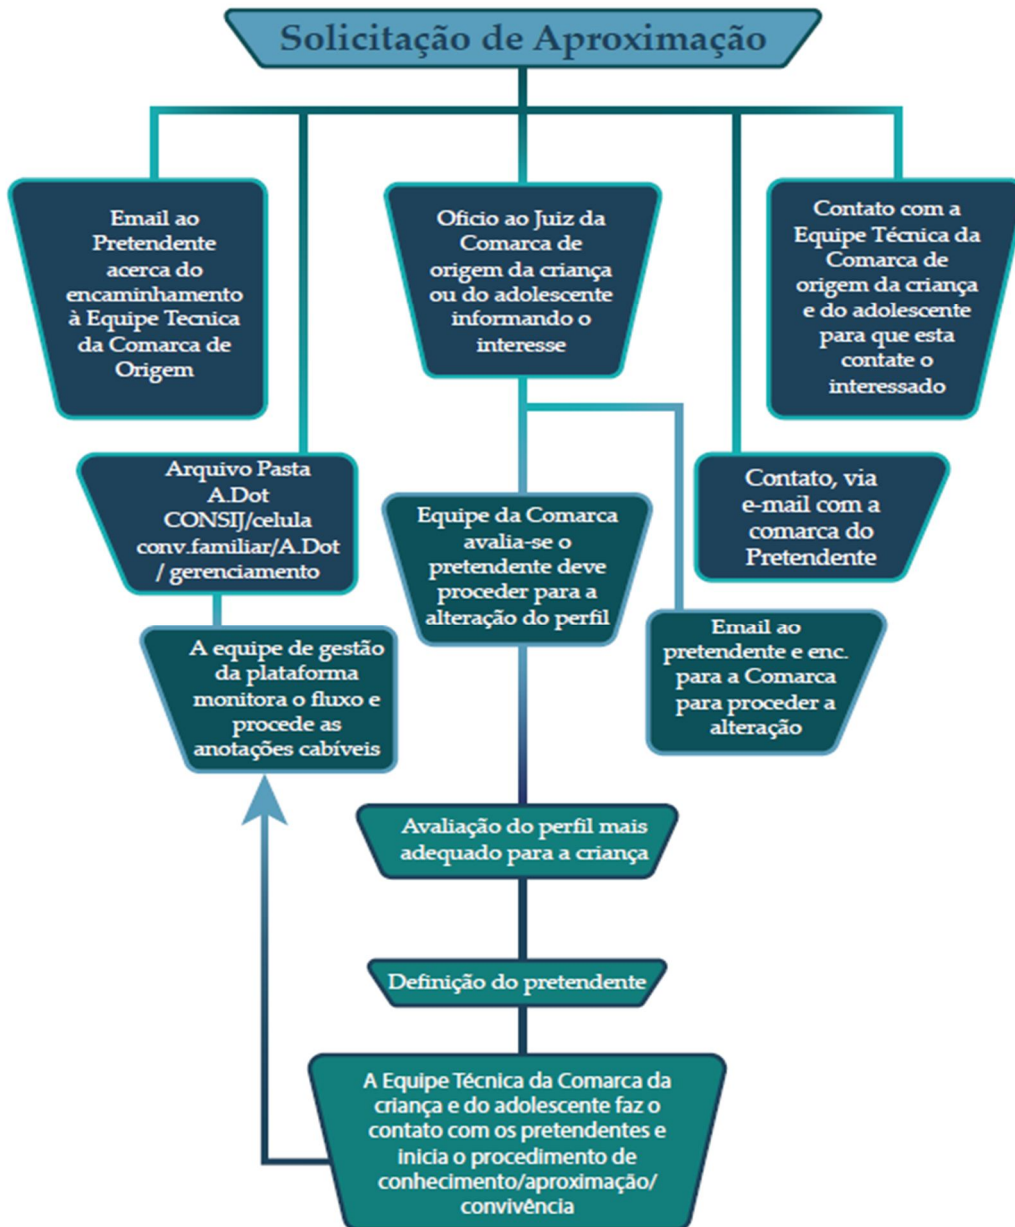 Solicitação de Aproximação
Email ao
Pretendente
acerca do
encaminhamento
à Equipe Tecnica
da Comarca de
Origem
Oficio ao Juiz da
Comarca de
origem da criança
ou do adolescente
informando o
interesse
Contato com a
Equipe Técnica da
Comarca de
origem da criança
e do adolescente
para que esta
contate o
interessado
Arquivo Pasta
A.Dot
CONSIJ/celula
conv.familiar/A.Dot
/ gerenciamento
Contato, via
e-mail com a
comarca do
Pretendente
Equipe da Comarca
avalia-se o
pretendente deve
proceder para a
alteração do perfil
A equipe de gestão
da plataforma
monitora o fluxo e
procede as
anotações cabíveis
Email ao
pretendente e enc.
para a Comarca
para proceder a
alteração
Avaliação do perfil mais
adequado para a criança
Definição do pretendente
A Equipe Técnica da Comarca da
criança e do adolescente faz o
contato com os pretendentes e
inicia o procedimento de
conhecimento/aproximação/
convivência